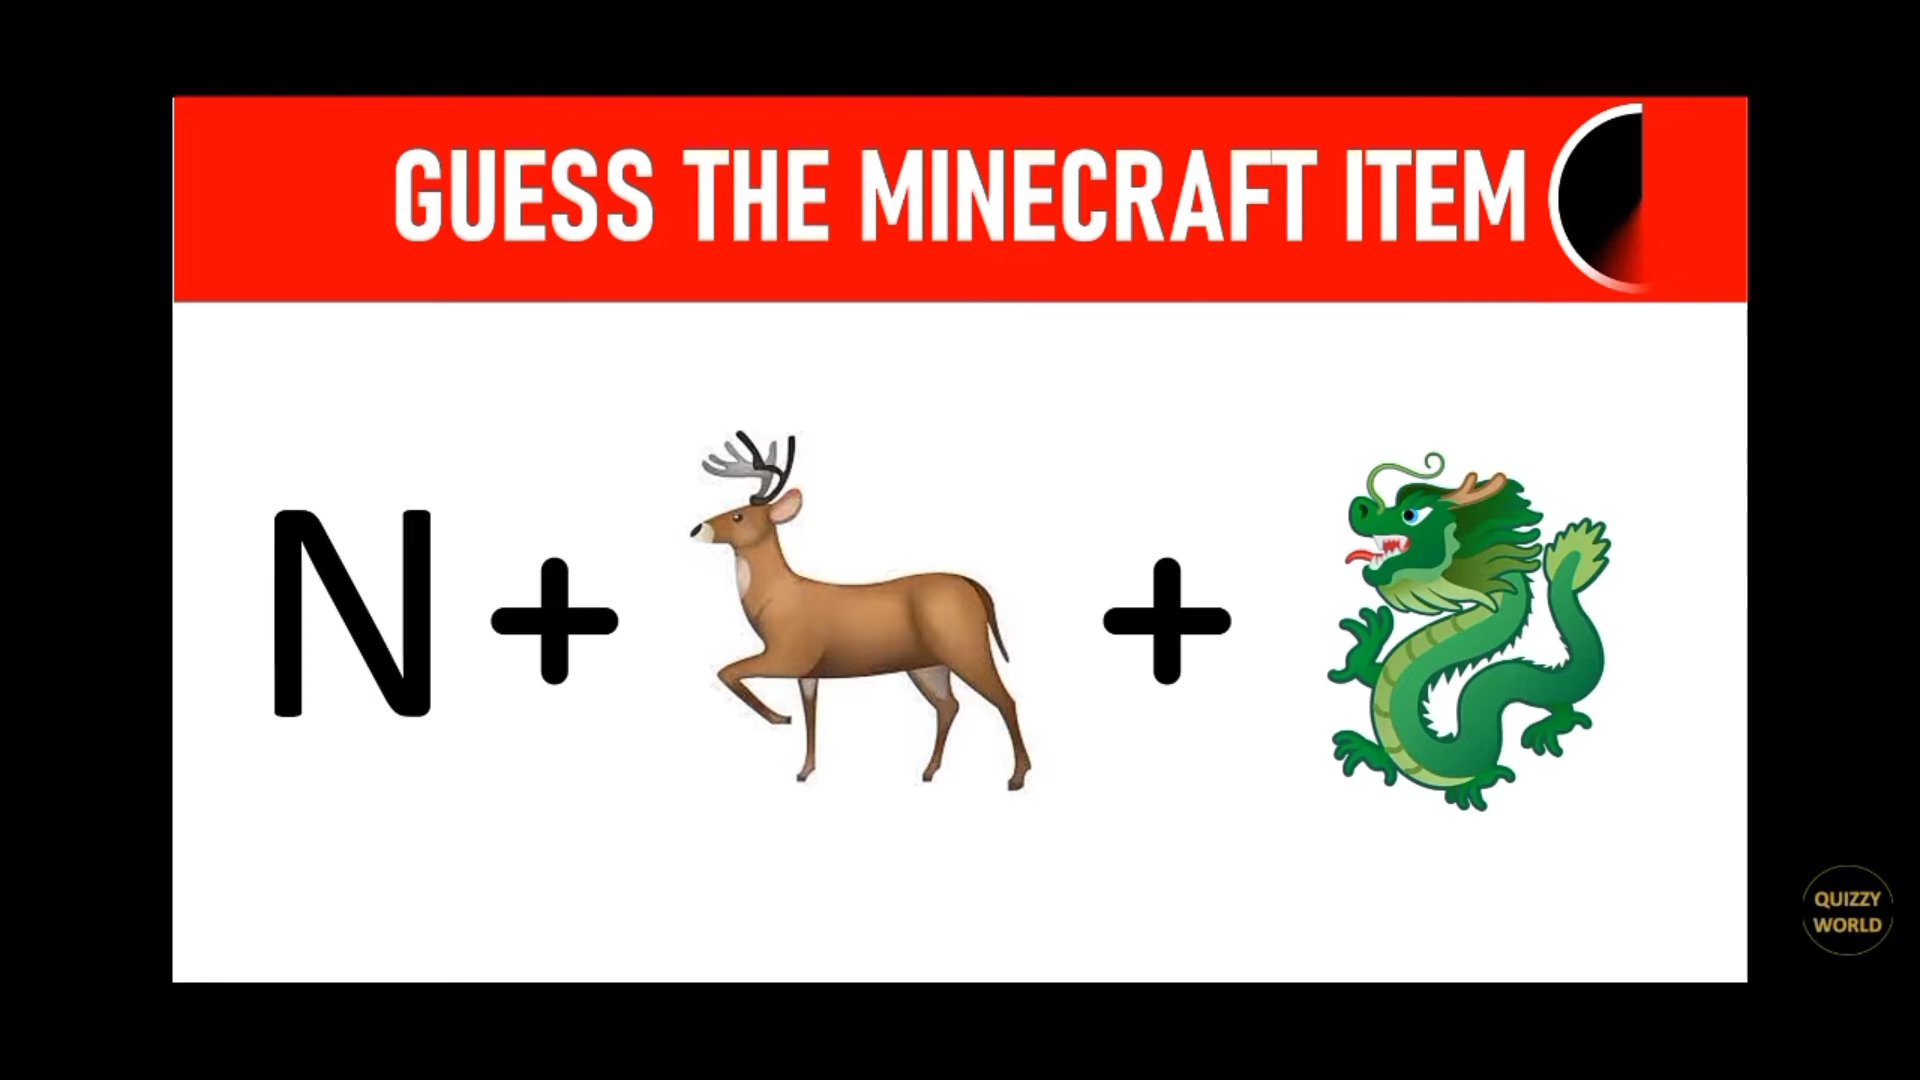 GUESS THE MINECRAFT ITEM
N + +
QUIZZY
WORLD